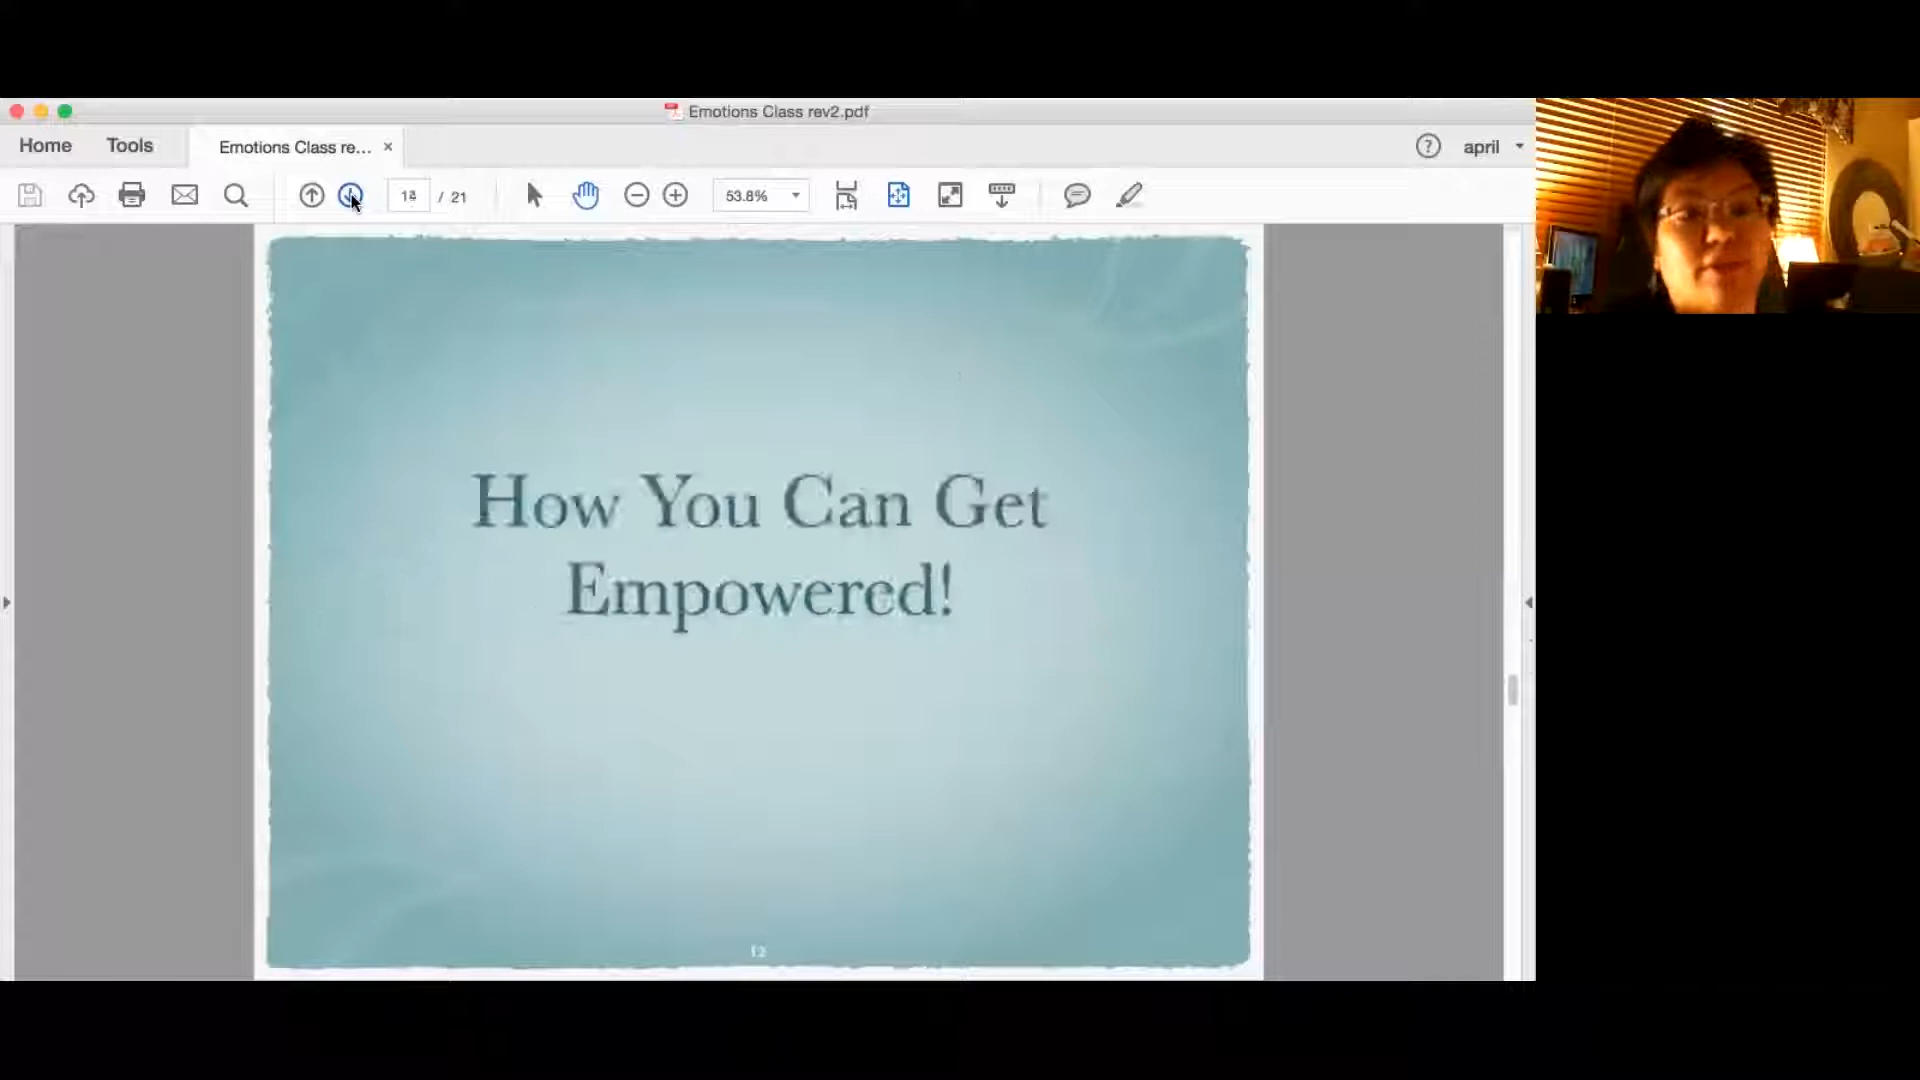 Emotions Class rev2.pdf
Home
Tools
Emotions Class re... ×
? april
/ 21
53.8%
How You Can Get
Empowered!